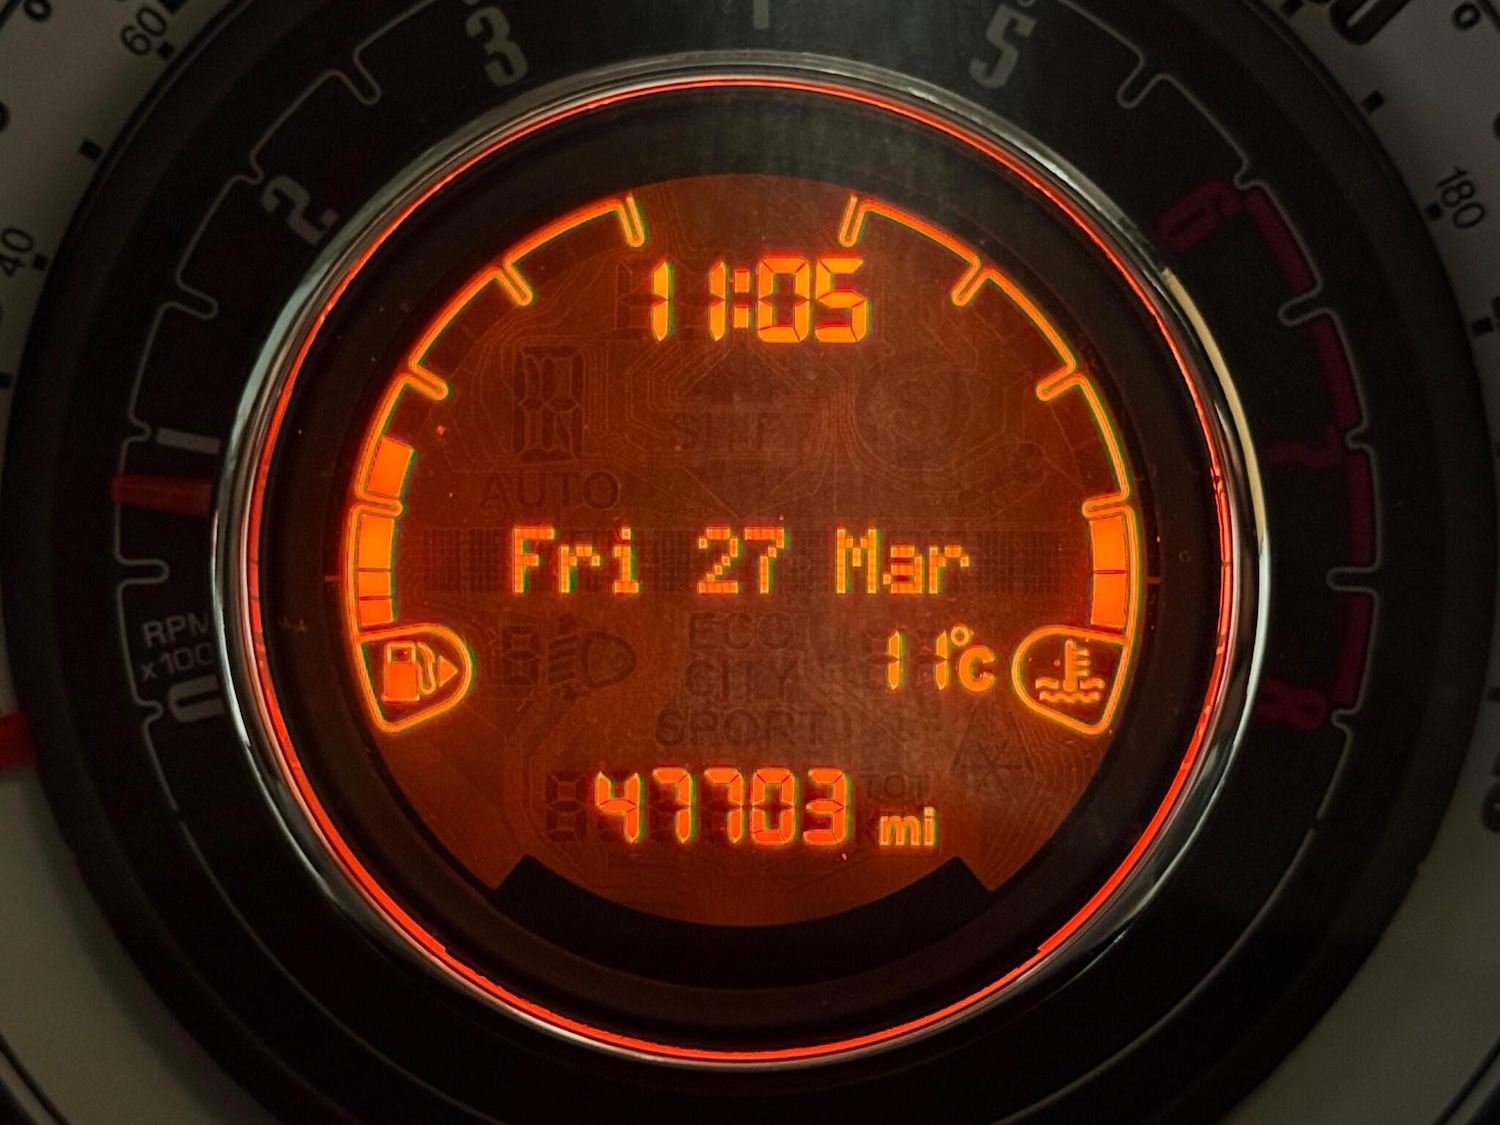 60
3
5
2
6
180
40
11:05
1
SHIFT
7
AUTO
Fri 27 Mar
ECO
RPM
x100
11°c
CITY
0
8
SPORT
47703 TOT
mi